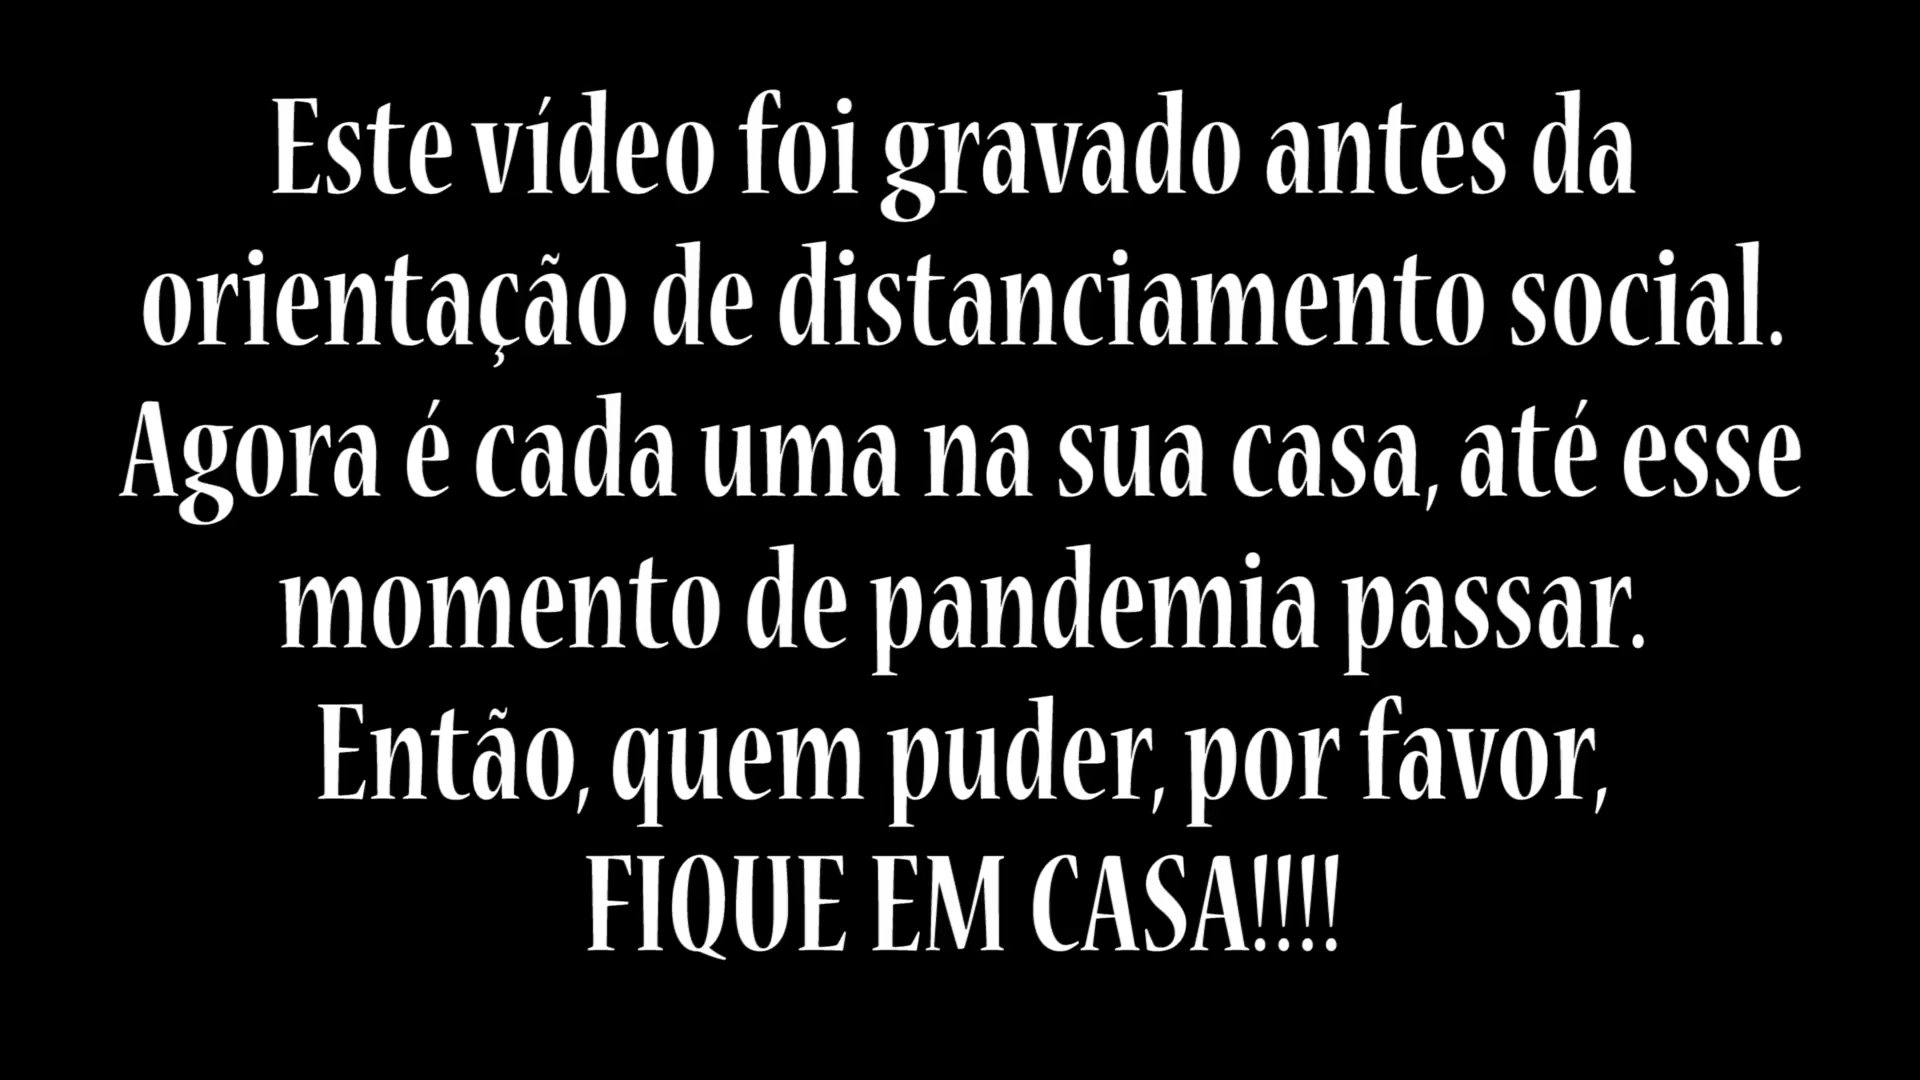 Este vídeo foi gravado antes da
orientação de distanciamento social.
Agora é cada uma na sua casa, até esse
momento de pandemia passar.
Então, quem puder, por favor,
FIQUE EM CASA!!!!